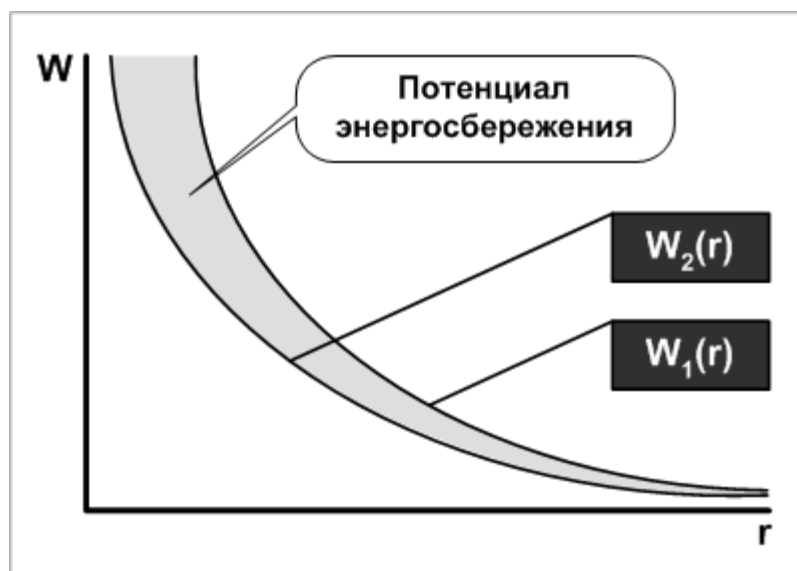 W
Потенциал
энергосбережения
W₂(r)
W₁(r)
r